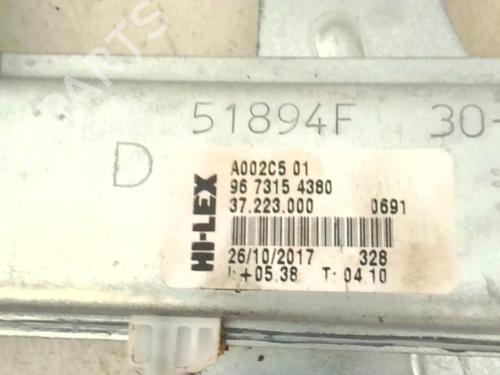 PARTS
51894F 30-
D
HI-LEX
A002C5 01
96 7315 4380
37.223.000 0691
26/10/2017 328
I:+05.38 T:04.10